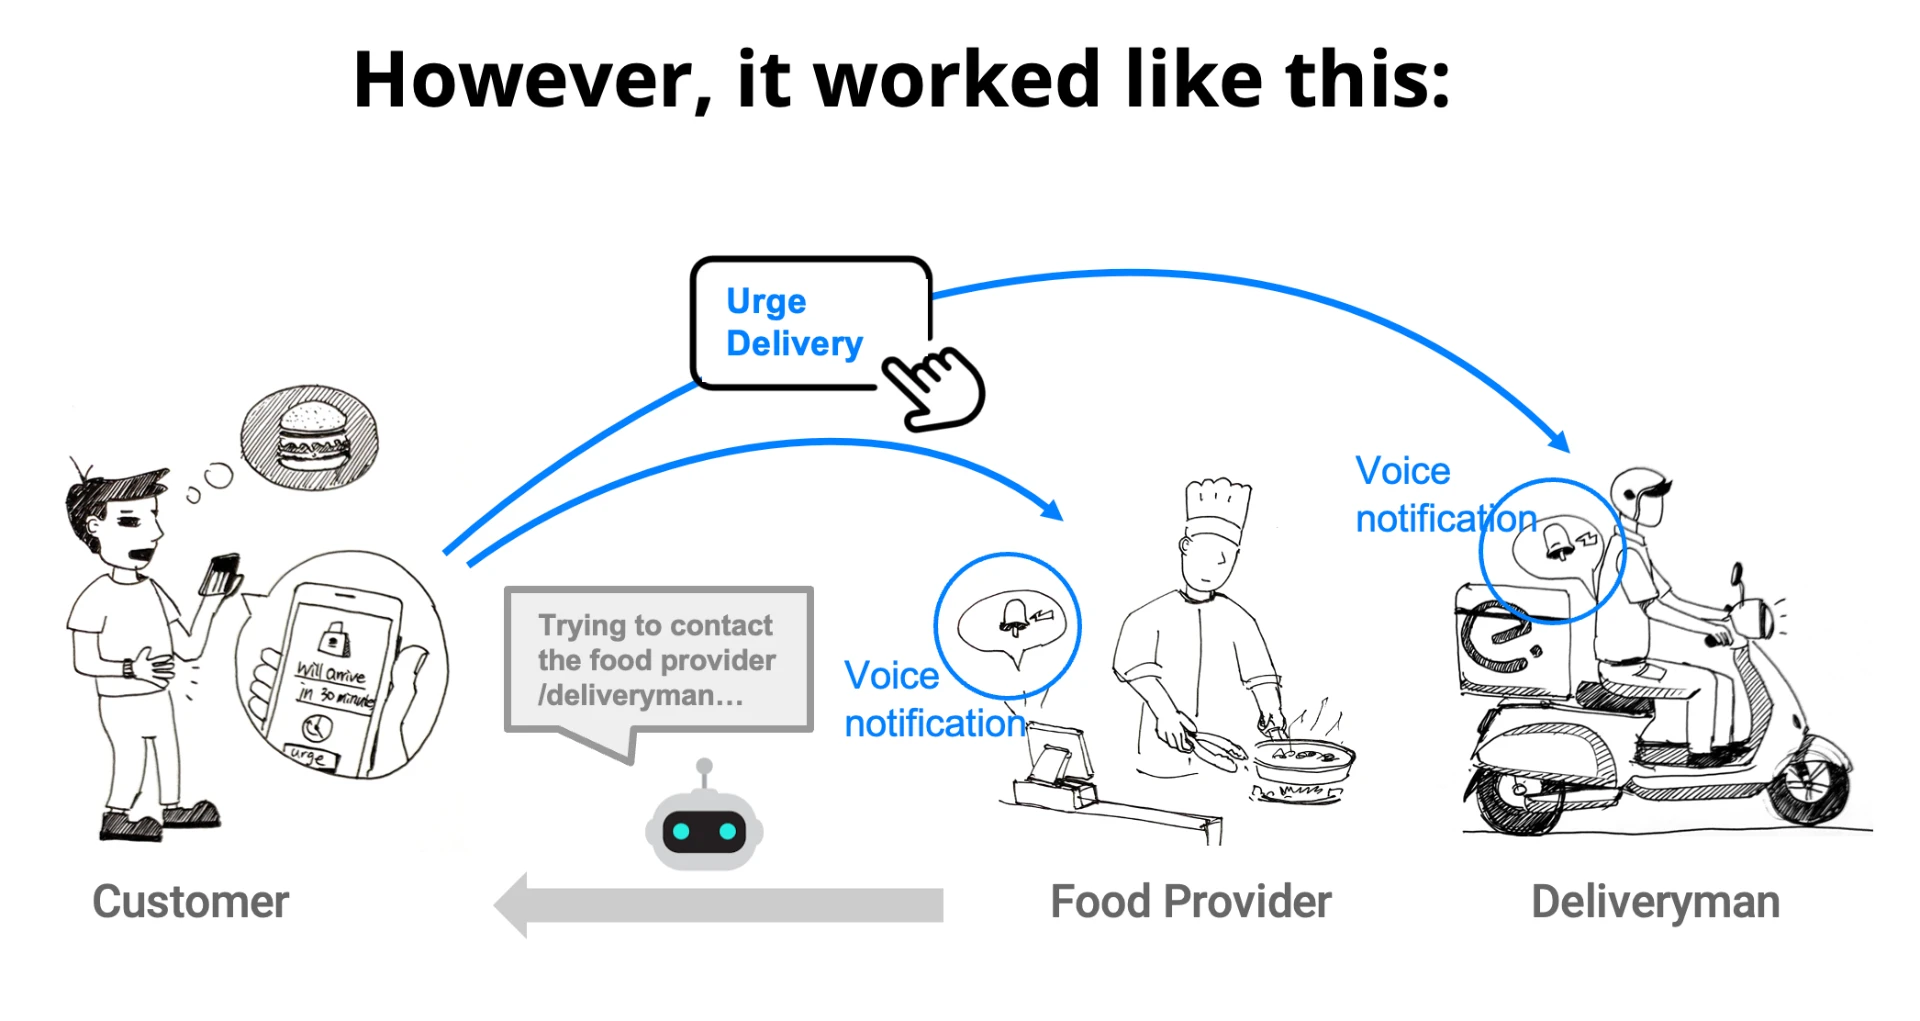 However, it worked like this:
Urge
Delivery
Voice
notification
Will arrive
in 30 minutes
urge
Trying to contact
the food provider
/deliveryman...
Voice
notification
Customer
Food Provider
Deliveryman